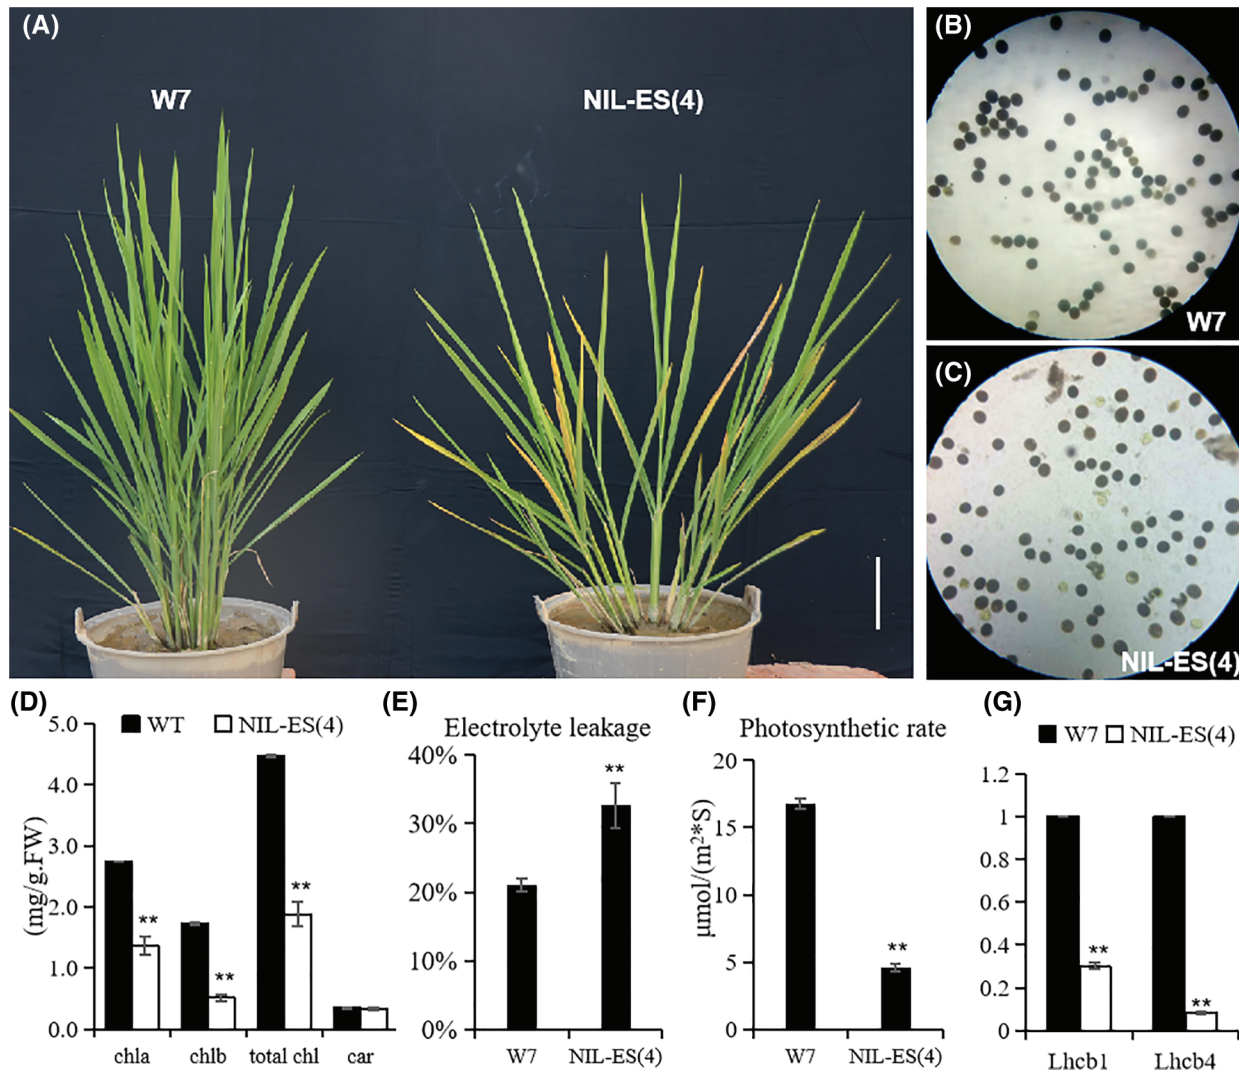 (A)
W7
NIL-ES(4)
(B)
W7
(C)
NIL-ES(4)
(D)
WT NIL-ES(4)
(mg/g.FW)
5.0
4.0
3.0
2.0
1.0
0.0
**
**
**
chla chlb total chl car
(E)
Electrolyte leakage
40%
30%
20%
10%
0%
**
W7 NIL-ES(4)
(F)
Photosynthetic rate
μmol/(m²*S)
20
15
10
5
0
**
W7 NIL-ES(4)
(G)
W7 NIL-ES(4)
1.2
1
0.8
0.6
0.4
0.2
0
**
**
Lhcb1 Lhcb4